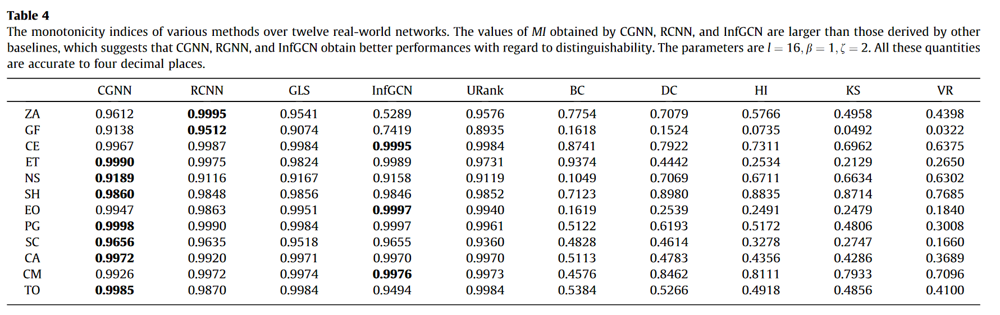 Table 4
The monotonicity indices of various methods over twelve real-world networks. The values of MI obtained by CGNN, RCNN, and InfGCN are larger than those derived by other
baselines, which suggests that CGNN, RGNN, and InfGCN obtain better performances with regard to distinguishability. The parameters are l = 16, β = 1, ζ = 2. All these quantities
are accurate to four decimal places.
CGNN RCNN GLS InfGCN URank BC DC HI KS VR
ZA 0.9612 0.9995 0.9541 0.5289 0.9576 0.7754 0.7079 0.5766 0.4958 0.4398
GF 0.9138 0.9512 0.9074 0.7419 0.8935 0.1618 0.1524 0.0735 0.0492 0.0322
CE 0.9967 0.9987 0.9984 0.9995 0.9984 0.8741 0.7922 0.7311 0.6962 0.6375
ET 0.9990 0.9975 0.9824 0.9989 0.9731 0.9374 0.4442 0.2534 0.2129 0.2650
NS 0.9189 0.9116 0.9167 0.9158 0.9119 0.1049 0.7069 0.6711 0.6634 0.6302
SH 0.9860 0.9848 0.9856 0.9846 0.9852 0.7123 0.8980 0.8835 0.8714 0.7685
EO 0.9947 0.9863 0.9951 0.9997 0.9940 0.1619 0.2539 0.2491 0.2479 0.1840
PG 0.9998 0.9990 0.9984 0.9997 0.9961 0.5122 0.6193 0.5172 0.4806 0.3008
SC 0.9656 0.9635 0.9518 0.9655 0.9360 0.4828 0.4614 0.3278 0.2747 0.1660
CA 0.9972 0.9920 0.9971 0.9970 0.9970 0.5113 0.4783 0.4356 0.4286 0.3689
CM 0.9926 0.9972 0.9974 0.9976 0.9973 0.4576 0.8462 0.8111 0.7933 0.7096
TO 0.9985 0.9870 0.9984 0.9494 0.9984 0.5384 0.5266 0.4918 0.4856 0.4100